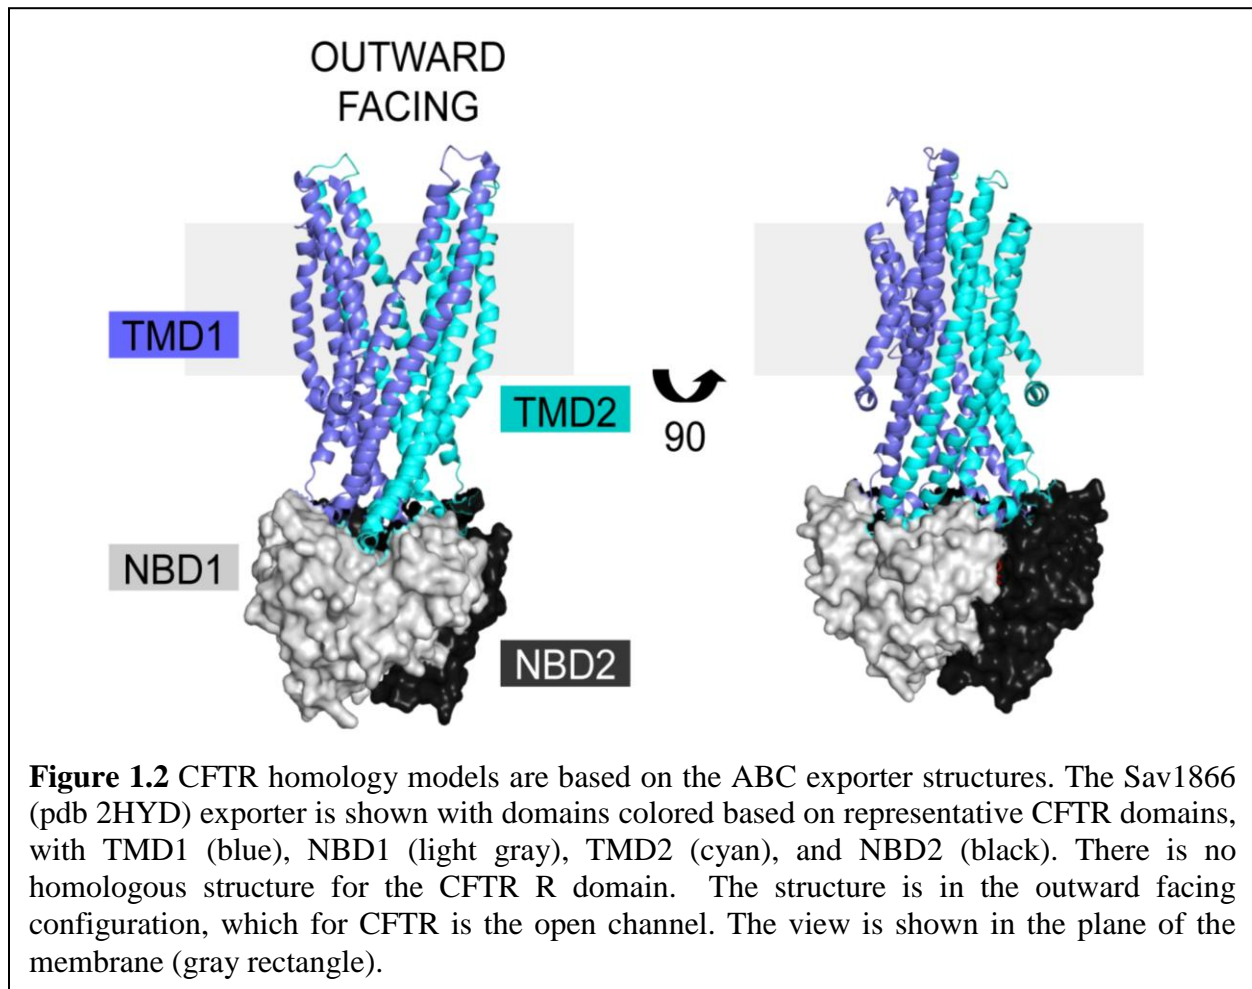 OUTWARD
FACING
TMD1
TMD2
90
NBD1
NBD2
Figure 1.2 CFTR homology models are based on the ABC exporter structures. The Sav1866
(pdb 2HYD) exporter is shown with domains colored based on representative CFTR domains,
with TMD1 (blue), NBD1 (light gray), TMD2 (cyan), and NBD2 (black). There is no
homologous structure for the CFTR R domain. The structure is in the outward facing
configuration, which for CFTR is the open channel. The view is shown in the plane of the
membrane (gray rectangle).